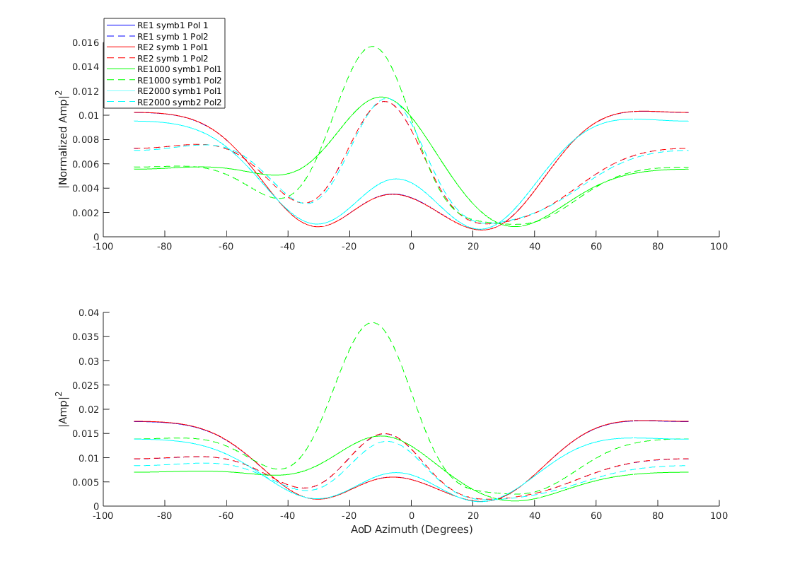 RE1 symb1 Pol 1
RE1 symb 1 Pol2
RE2 symb 1 Pol1
RE2 symb 1 Pol2
RE1000 symb1 Pol1
RE1000 symb1 Pol2
RE2000 symb1 Pol1
RE2000 symb2 Pol2
0.016
0.014
0.012
0.01
0.008
0.006
0.004
0.002
0
|Normalized Amp|²
-100 -80 -60 -40 -20 0 20 40 60 80 100
0.04
0.035
0.03
0.025
0.02
0.015
0.01
0.005
0
|Amp|²
-100 -80 -60 -40 -20 0 20 40 60 80 100
AoD Azimuth (Degrees)